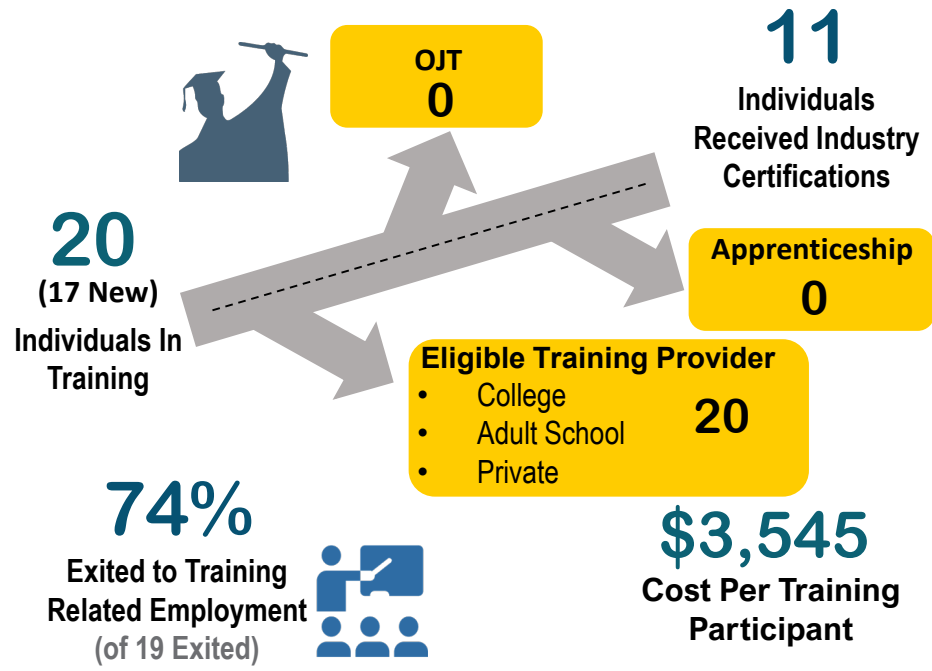 OJT
0
11
Individuals
Received Industry
Certifications
20
(17 New)
Individuals In
Training
Apprenticeship
0
Eligible Training Provider
• College
• Adult School
• Private
20
74%
Exited to Training
Related Employment
(of 19 Exited)
$3,545
Cost Per Training
Participant